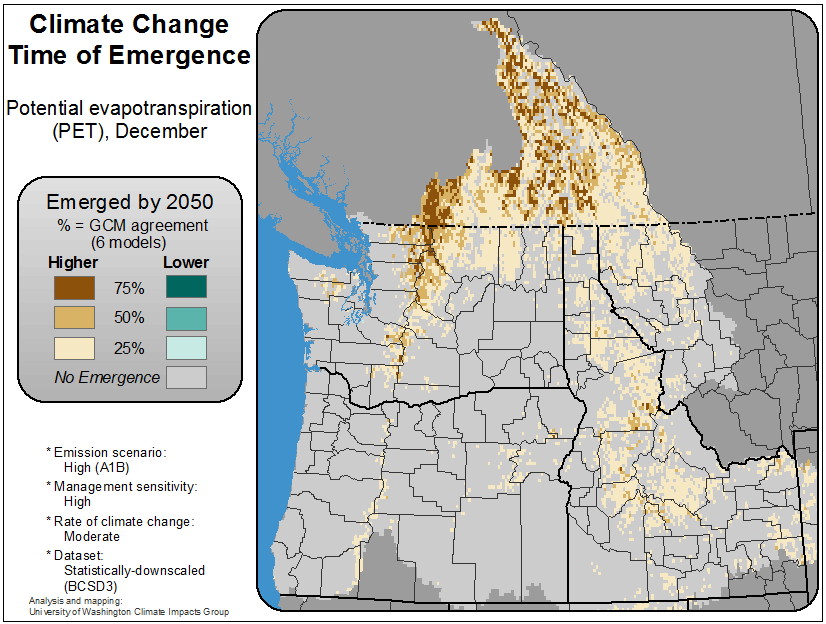 Climate Change
Time of Emergence
Potential evapotranspiration
(PET), December
Emerged by 2050
% = GCM agreement
(6 models)
Higher Lower
75%
50%
25%
No Emergence
* Emission scenario:
High (A1B)
* Management sensitivity:
High
* Rate of climate change:
Moderate
* Dataset:
Statistically-downscaled
(BCSD3)
Analysis and mapping:
University of Washington Climate Impacts Group